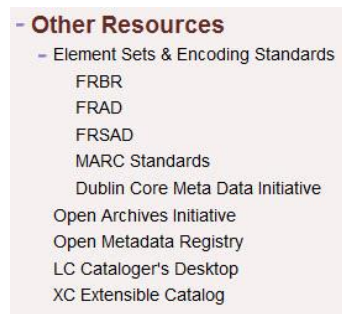 - Other Resources
- Element Sets & Encoding Standards
FRBR
FRAD
FRSAD
MARC Standards
Dublin Core Meta Data Initiative
Open Archives Initiative
Open Metadata Registry
LC Cataloger's Desktop
XC Extensible Catalog